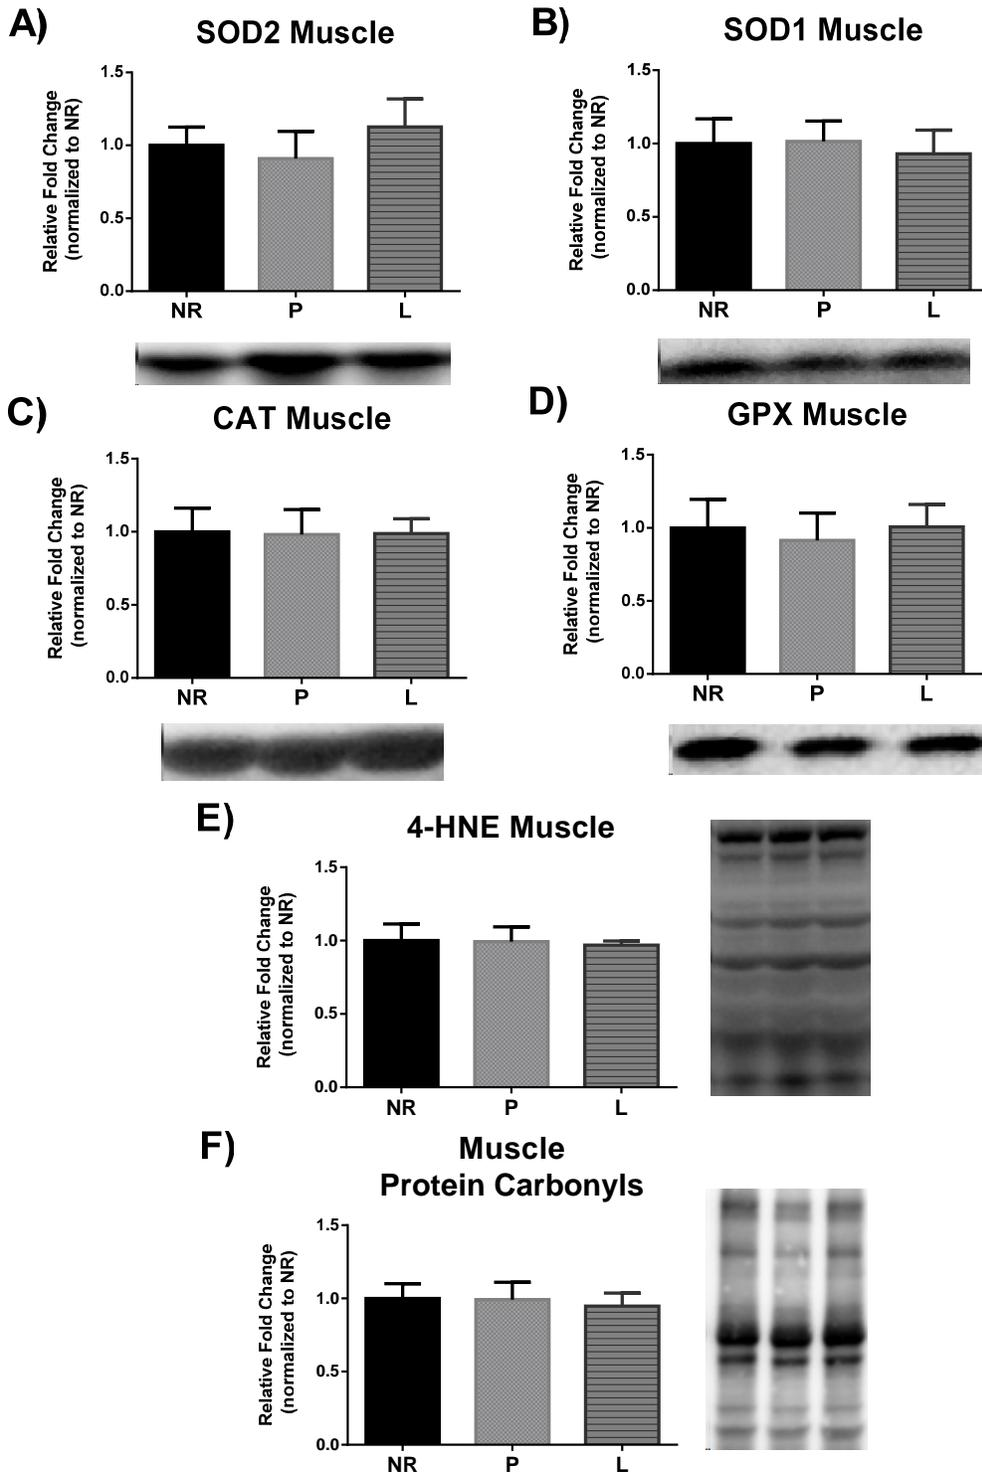 A)
SOD2 Muscle
Relative Fold Change
(normalized to NR)
1.5
1.0
0.5
0.0
NR P L
B)
SOD1 Muscle
Relative Fold Change
(normalized to NR)
1.5
1.0
0.5
0.0
NR P L
C)
CAT Muscle
Relative Fold Change
(normalized to NR)
1.5
1.0
0.5
0.0
NR P L
D)
GPX Muscle
Relative Fold Change
(normalized to NR)
1.5
1.0
0.5
0.0
NR P L
E)
4-HNE Muscle
Relative Fold Change
(normalized to NR)
1.5
1.0
0.5
0.0
NR P L
F)
Muscle
Protein Carbonyls
Relative Fold Change
(normalized to NR)
1.5
1.0
0.5
0.0
NR P L